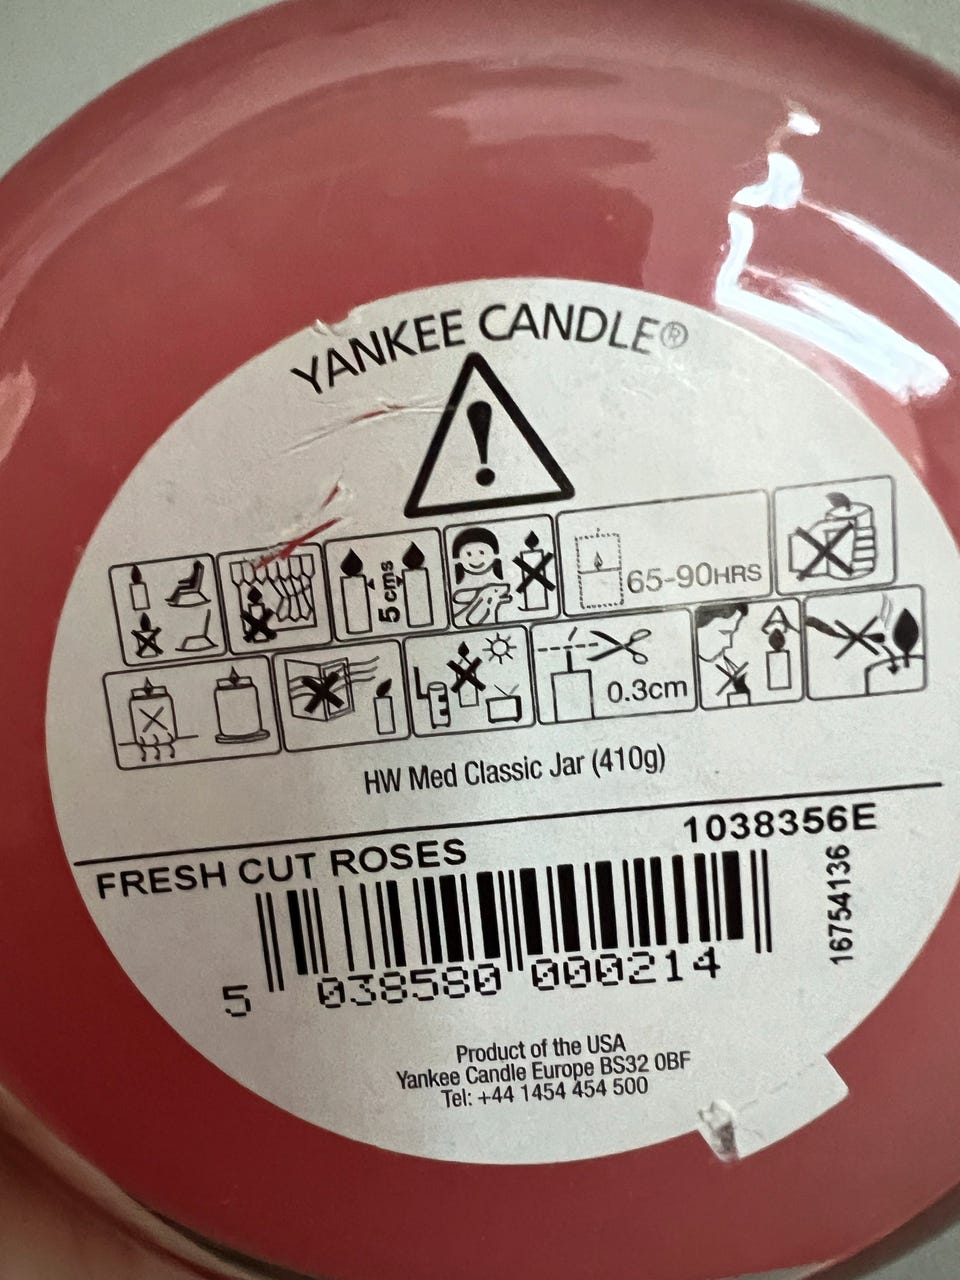 YANKEE CANDLE®
!
5 cms
65-90HRS
0.3cm
HW Med Classic Jar (410g)
1038356E
FRESH CUT ROSES
16754136
5 038580 000214
Product of the USA
Yankee Candle Europe BS32 0BF
Tel: +44 1454 454 500